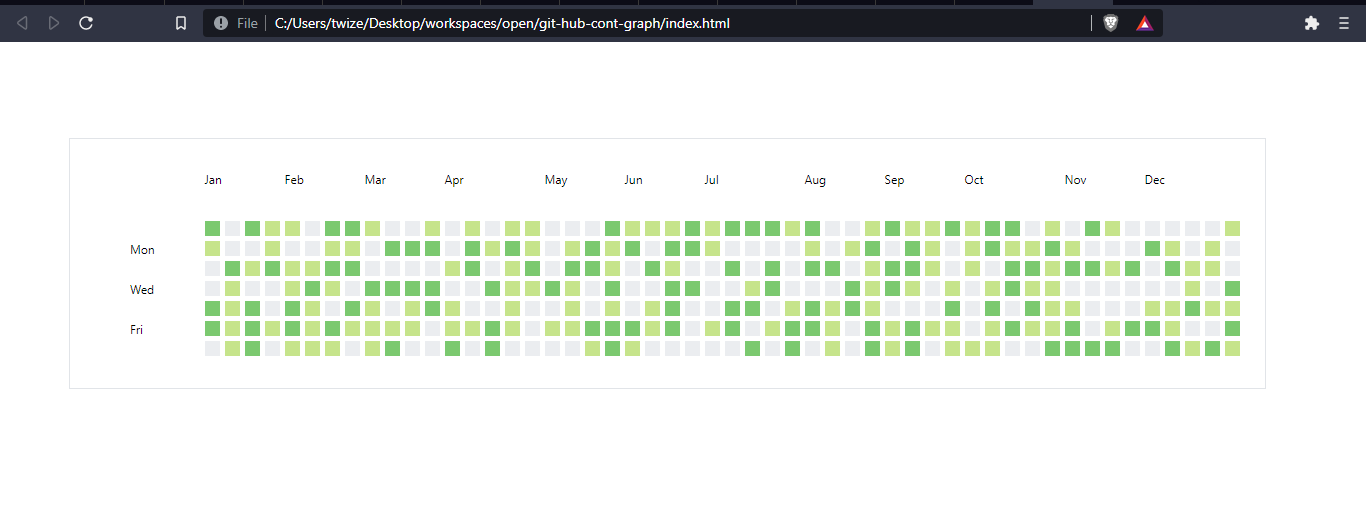 File C:/Users/twize/Desktop/workspaces/open/git-hub-cont-graph/index.html
Jan Feb Mar Apr May Jun Jul Aug Sep Oct Nov Dec
Mon
Wed
Fri